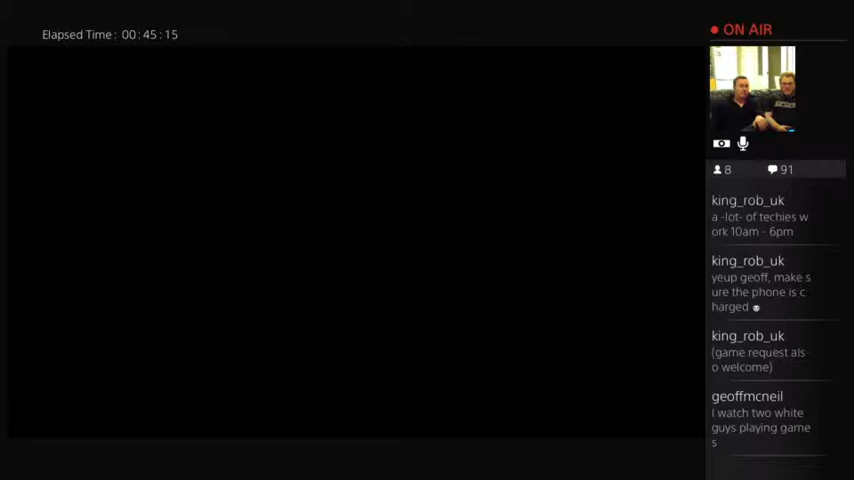 Elapsed Time : 00:45:15
ON AIR
8 91
king_rob_uk
a -lot- of techies w
ork 10am - 6pm
king_rob_uk
yeup geoff, make s
ure the phone is c
harged
king_rob_uk
(game request als
o welcome)
geoffmcneil
I watch two white
guys playing game
s